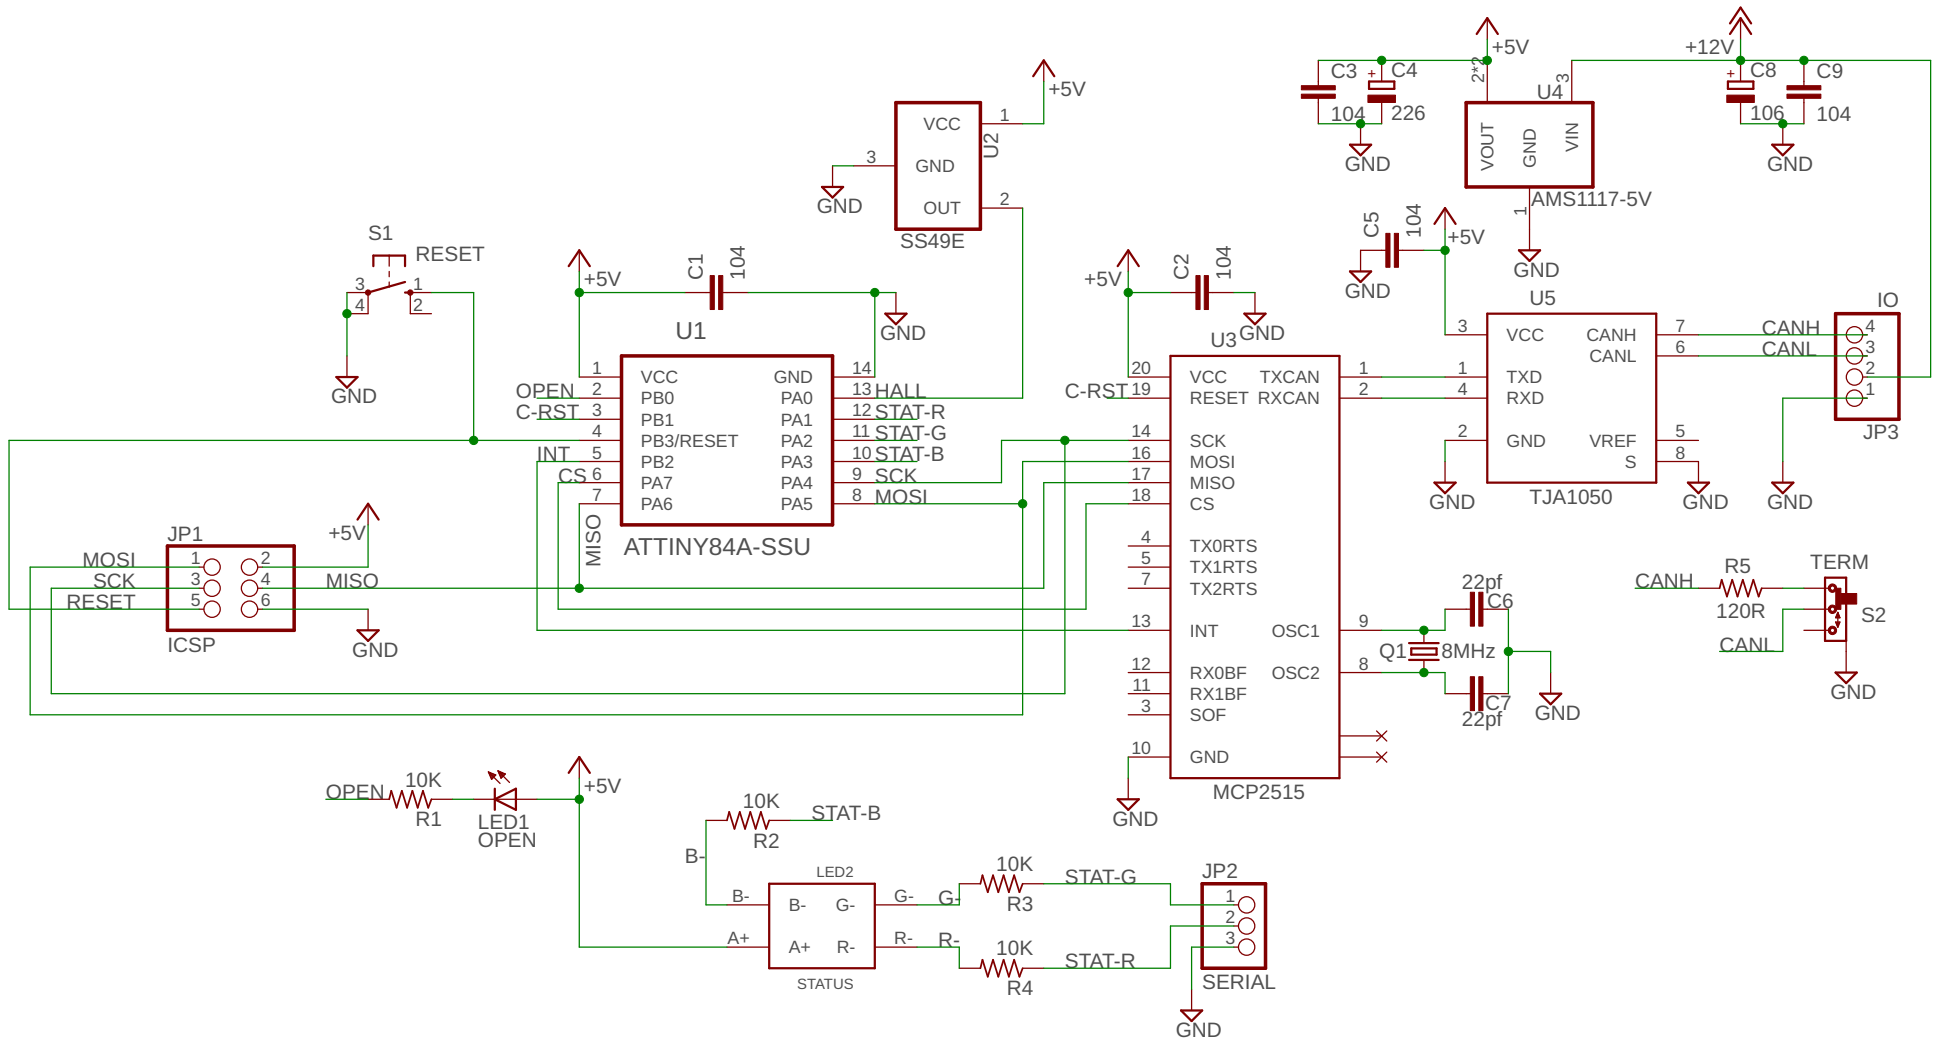 +5V
+12V
2*2
3
C3
104
C4
+
226
GND
U4
VOUT
GND
VIN
AMS1117-5V
1
GND
C8
+
106
C9
104
GND
+5V
VCC
1
U2
3
GND
GND
OUT
2
SS49E
S1
RESET
3
1
4
2
GND
+5V
C1
104
GND
U1
1
VCC
GND
14
OPEN
2
PB0
PA0
13
HALL
C-RST
3
PB1
PA1
12
STAT-R
4
PB3/RESET
PA2
11
STAT-G
INT
5
PB2
PA3
10
STAT-B
CS
6
PA7
PA4
9
SCK
7
PA6
PA5
8
MOSI
MISO
ATTINY84A-SSU
+5V
C2
104
GND
U3
20
VCC
TXCAN
1
C-RST
19
RESET
RXCAN
2
14
SCK
16
MOSI
17
MISO
18
CS
4
TX0RTS
5
TX1RTS
7
TX2RTS
13
INT
OSC1
9
12
RX0BF
OSC2
8
11
RX1BF
3
SOF
10
GND
MCP2515
GND
22pf
C6
Q1
8MHz
C7
22pf
GND
C5
104
+5V
GND
U5
3
VCC
CANH
7
CANH
CANL
6
CANL
1
TXD
4
RXD
2
GND
VREF
5
S
8
TJA1050
GND
GND
IO
4
3
2
1
JP3
GND
TERM
CANH
R5
120R
S2
CANL
GND
JP1
+5V
MOSI
1
2
SCK
3
4
MISO
RESET
5
6
ICSP
GND
OPEN
10K
R1
LED1
OPEN
+5V
10K
R2
STAT-B
B-
LED2
B-
B-
G-
G-
G-
A+
A+
R-
R-
R-
STATUS
10K
R3
STAT-G
10K
R4
STAT-R
JP2
1
2
3
SERIAL
GND